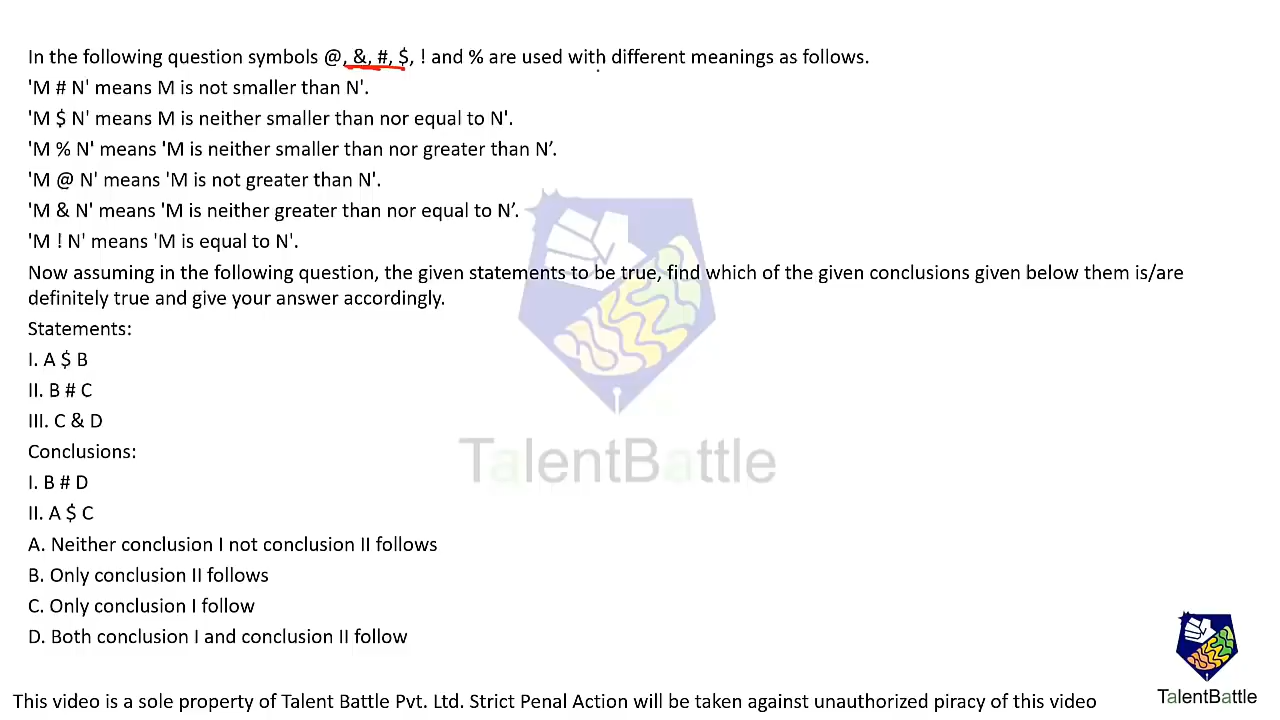 In the following question symbols @, &, #, $, ! and % are used with different meanings as follows.
'M # N' means M is not smaller than N'.
'M $ N' means M is neither smaller than nor equal to N'.
'M % N' means 'M is neither smaller than nor greater than N’.
'M @ N' means 'M is not greater than N'.
'M & N' means 'M is neither greater than nor equal to N’.
'M ! N' means 'M is equal to N'.
Now assuming in the following question, the given statements to be true, find which of the given conclusions given below them is/are
definitely true and give your answer accordingly.
Statements:
I. A $ B
II. B # C
III. C & D
Conclusions:
I. B # D
II. A $ C
A. Neither conclusion I not conclusion II follows
B. Only conclusion II follows
C. Only conclusion I follow
D. Both conclusion I and conclusion II follow
TalentBattle
TalentBattle
This video is a sole property of Talent Battle Pvt. Ltd. Strict Penal Action will be taken against unauthorized piracy of this video